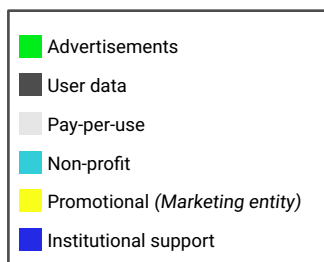 Advertisements
User data
Pay-per-use
Non-profit
Promotional (Marketing entity)
Institutional support